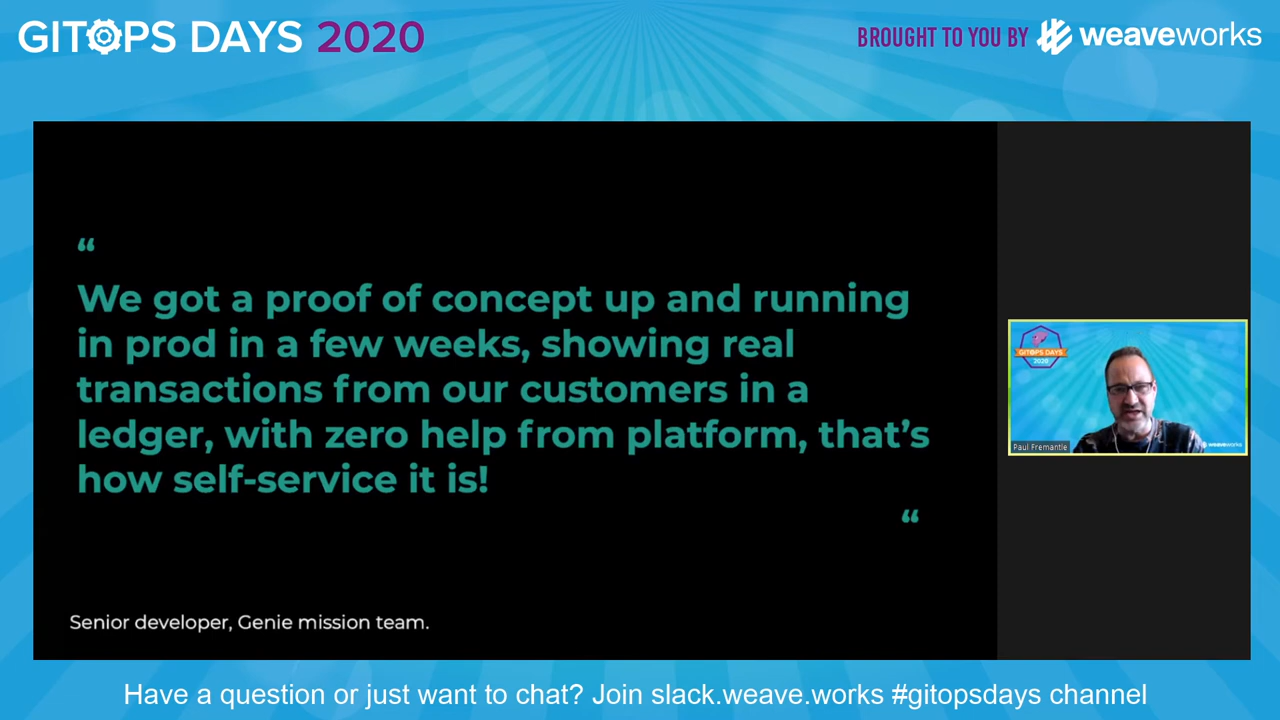 GITOPS DAYS 2020
BROUGHT TO YOU BY weaveworks
“
We got a proof of concept up and running
in prod in a few weeks, showing real
transactions from our customers in a
ledger, with zero help from platform, that’s
how self-service it is!
“
Senior developer, Genie mission team.
GITOPS DAYS
2020
Paul Fremantle
weaveworks
Have a question or just want to chat? Join slack.weave.works #gitopsdays channel